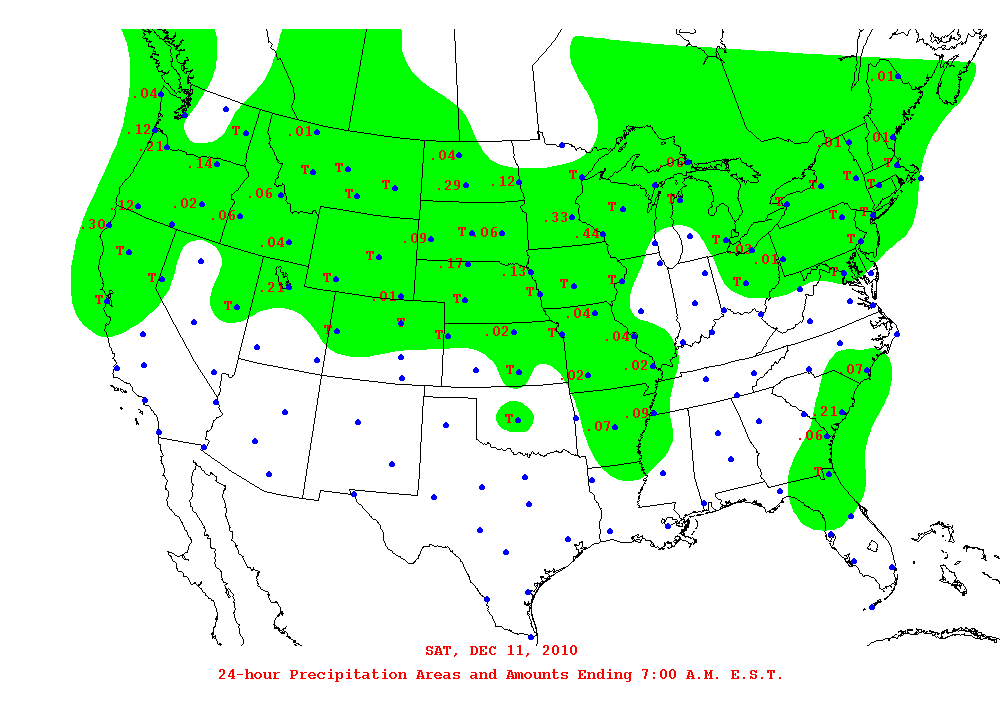 .01
.04
.12 T .01 .01 .01
.21
.14 .04 .06 T
T T T T
.29 .12 T T T
.06 T
.12 .02 T T
.06 .33 T T
.30
.09 T .06 .44 T T
T .04 .02
T .17 .01
T T .13 T T
.21 T T
T .01 T
T T .04
T T T .02 T .04
T .02 .07
.02
T .07 .09 .21
.06
T
SAT, DEC 11, 2010
24-hour Precipitation Areas and Amounts Ending 7:00 A.M. E.S.T.